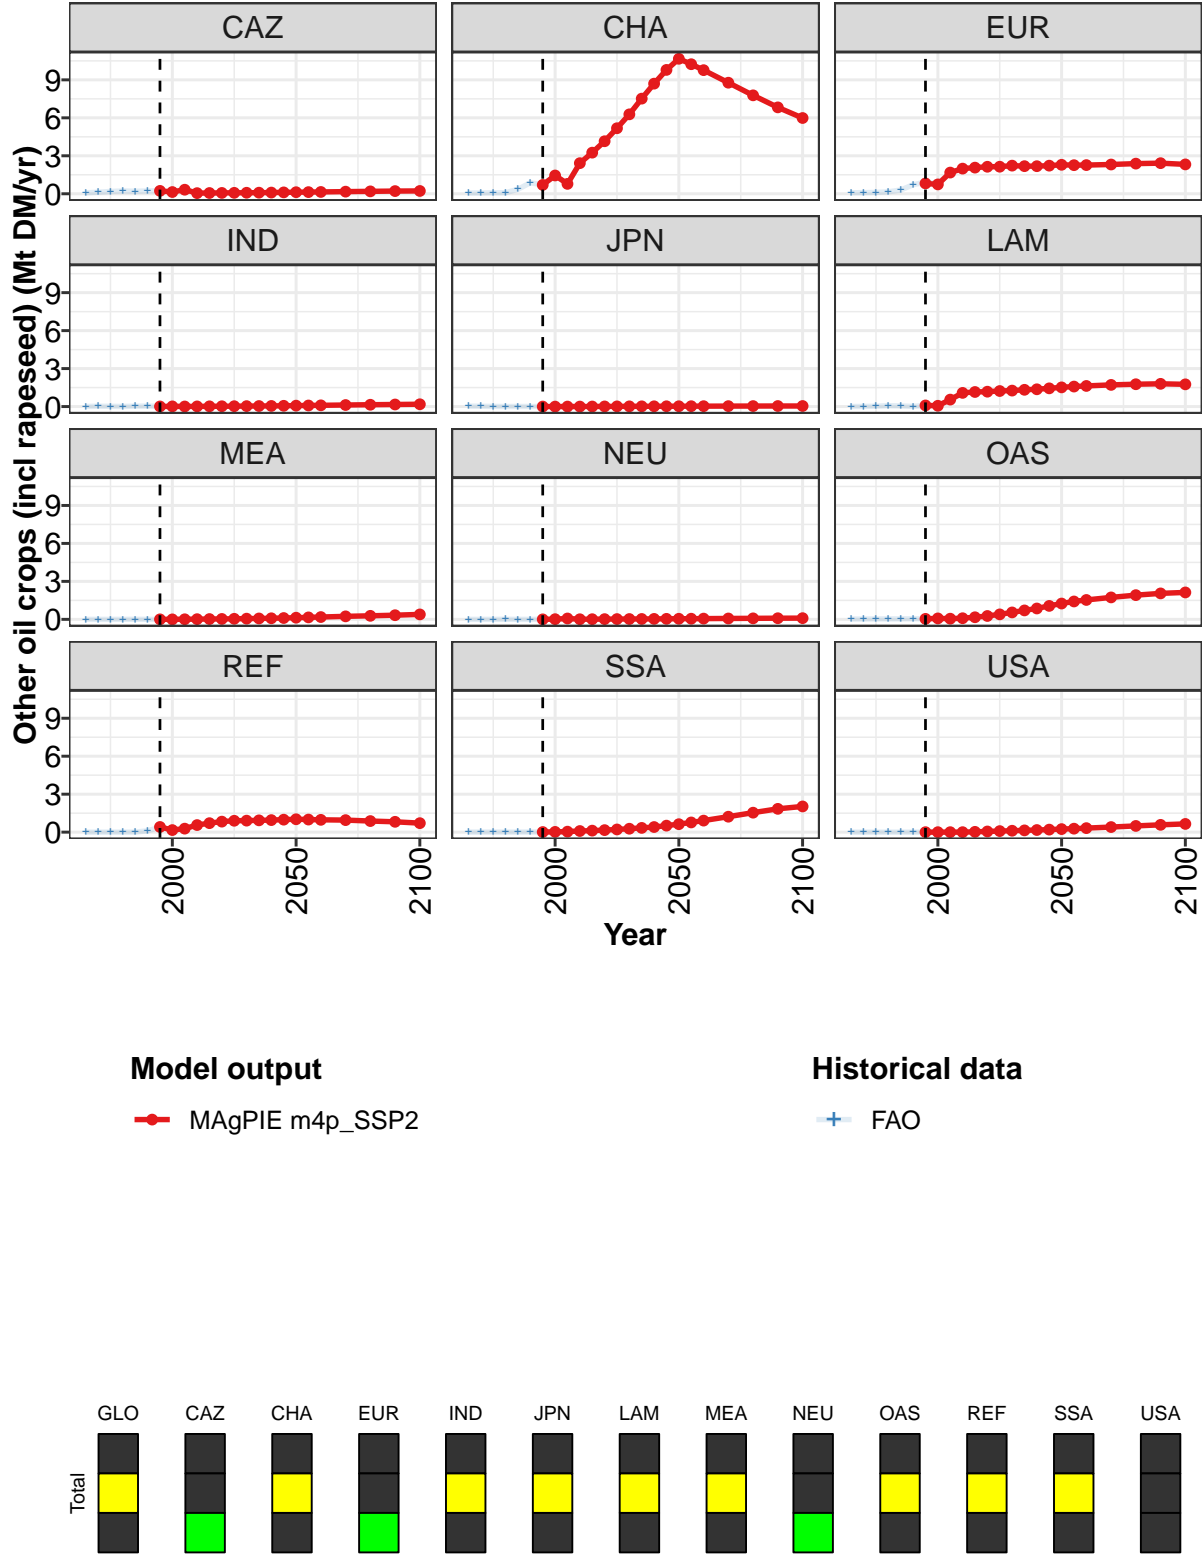 Other oil crops (incl rapeseed) (Mt DM/yr)
CAZ
CHA
EUR
9
6
3
0
IND
JPN
LAM
9
6
3
0
MEA
NEU
OAS
9
6
3
0
REF
SSA
USA
9
6
3
0
2000
2050
2100
2000
2050
2100
2000
2050
2100
Year
Model output
MAgPIE m4p_SSP2
Historical data
FAO
GLO CAZ CHA EUR IND JPN LAM MEA NEU OAS REF SSA USA
Total